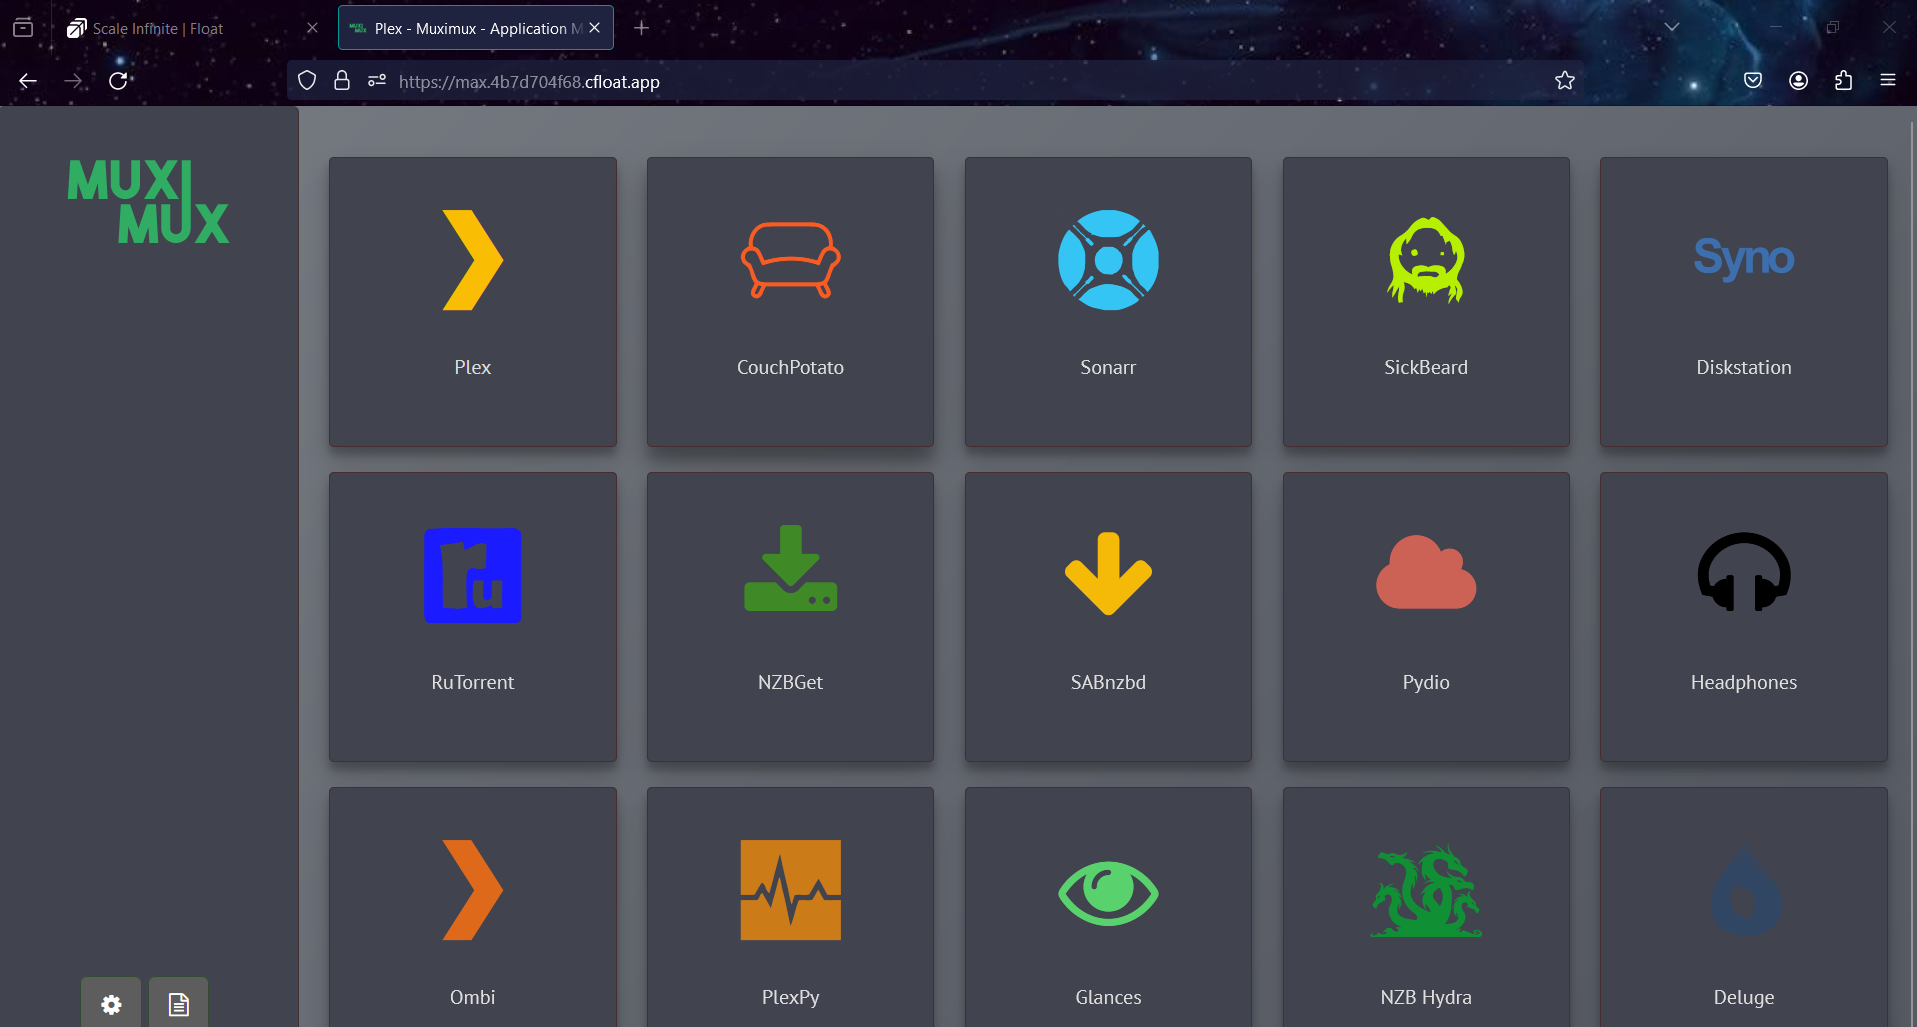 Scale Infinite | Float
Plex - Muximux - Application M
https://max.4b7d704f68.cfloat.app
MUXI
MUX
Plex
CouchPotato
Sonarr
SickBeard
Syno
Diskstation
ru
RuTorrent
NZBGet
SABnzbd
Pydio
Headphones
Ombi
PlexPy
Glances
NZB Hydra
Deluge